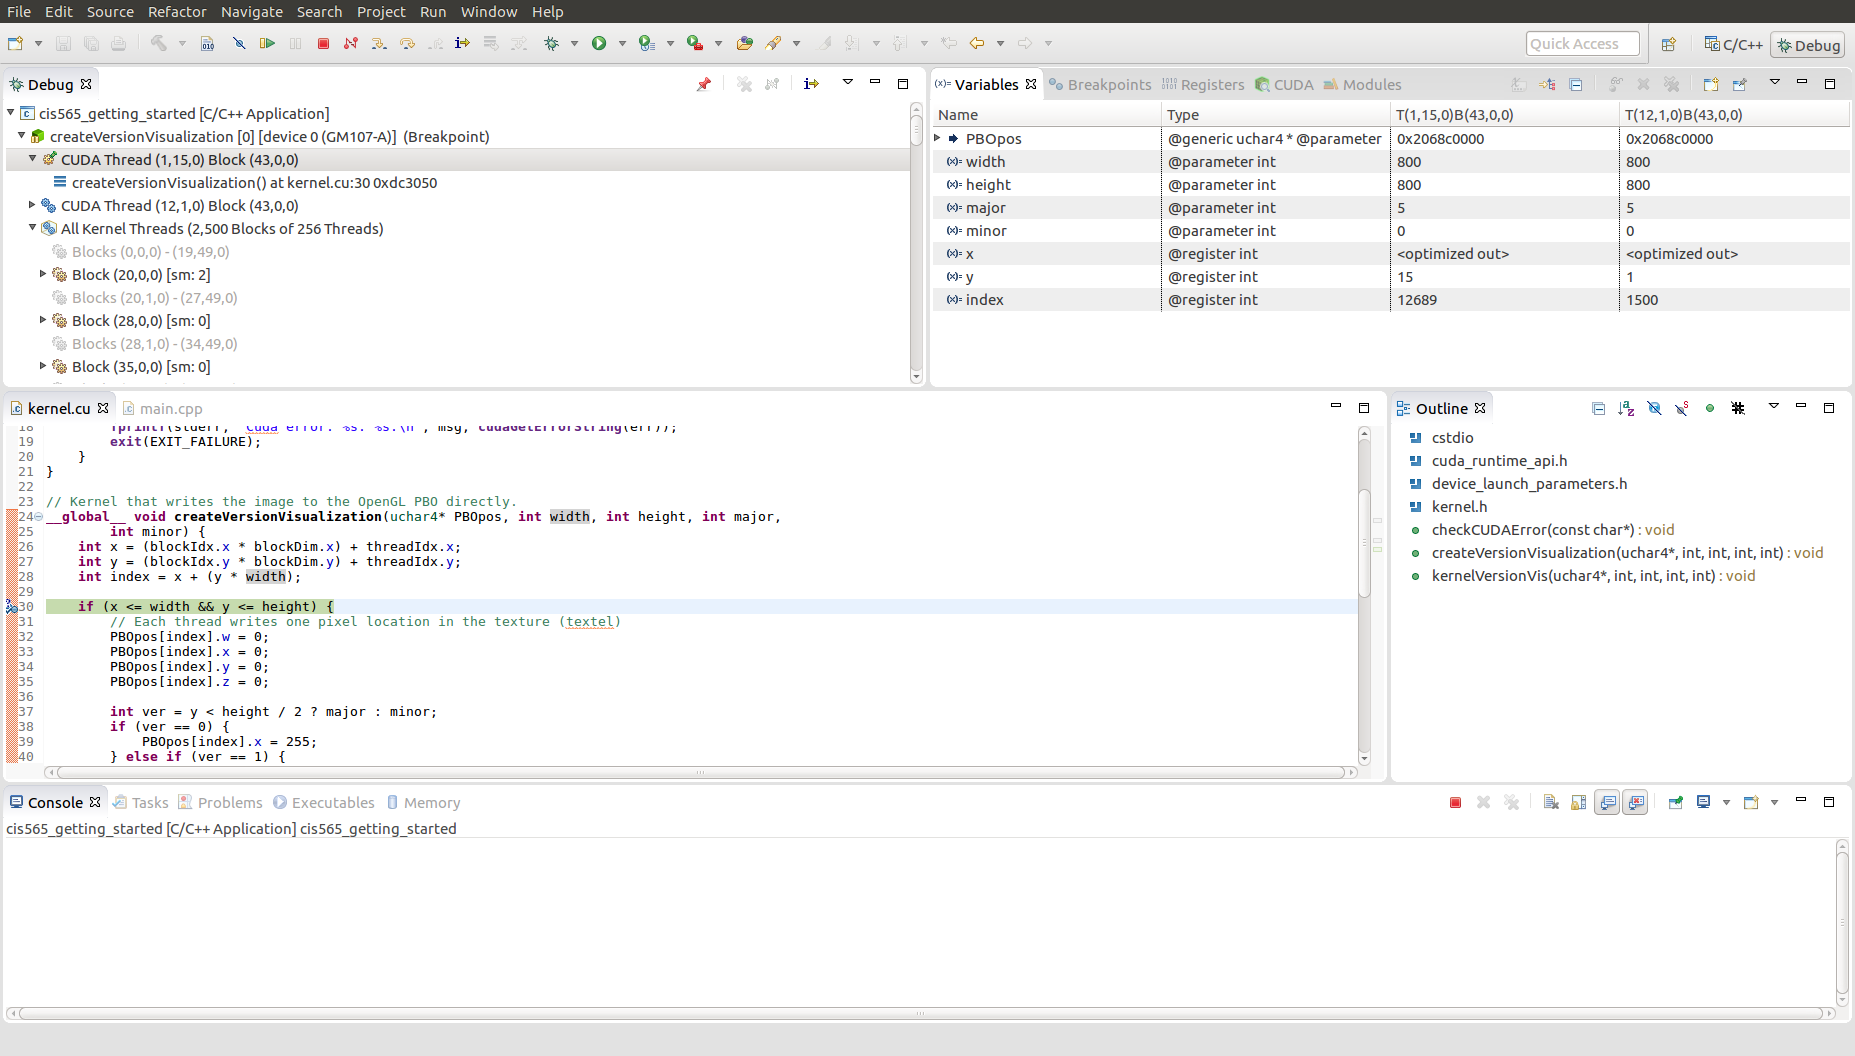 File Edit Source Refactor Navigate Search Project Run Window Help
Quick Access C/C++ Debug
Debug
cis565_getting_started [C/C++ Application]
createVersionVisualization [0] [device 0 (GM107-A)] (Breakpoint)
CUDA Thread (1,15,0) Block (43,0,0)
createVersionVisualization() at kernel.cu:30 0xdc3050
CUDA Thread (12,1,0) Block (43,0,0)
All Kernel Threads (2,500 Blocks of 256 Threads)
Blocks (0,0,0) - (19,49,0)
Block (20,0,0) [sm: 2]
Blocks (20,1,0) - (27,49,0)
Block (28,0,0) [sm: 0]
Blocks (28,1,0) - (34,49,0)
Block (35,0,0) [sm: 0]
(x)= Variables Breakpoints Registers CUDA Modules
Name Type T(1,15,0)B(43,0,0) T(12,1,0)B(43,0,0)
PBOpos @generic uchar4 * @parameter 0x2068c0000 0x2068c0000
(x)= width @parameter int 800 800
(x)= height @parameter int 800 800
(x)= major @parameter int 5 5
(x)= minor @parameter int 0 0
(x)= x @register int <optimized out> <optimized out>
(x)= y @register int 15 1
(x)= index @register int 12689 1500
kernel.cu main.cpp
18 fprintf(stderr, "Cuda error: %s: %s.\n", msg, cudaGetErrorString(err));
19 exit(EXIT_FAILURE);
20 }
21 }
22
23 // Kernel that writes the image to the OpenGL PBO directly.
24 __global__ void createVersionVisualization(uchar4* PBOpos, int width, int height, int major,
25 int minor) {
26 int x = (blockIdx.x * blockDim.x) + threadIdx.x;
27 int y = (blockIdx.y * blockDim.y) + threadIdx.y;
28 int index = x + (y * width);
29
30 if (x <= width && y <= height) {
31 // Each thread writes one pixel location in the texture (textel)
32 PBOpos[index].w = 0;
33 PBOpos[index].x = 0;
34 PBOpos[index].y = 0;
35 PBOpos[index].z = 0;
36
37 int ver = y < height / 2 ? major : minor;
38 if (ver == 0) {
39 PBOpos[index].x = 255;
40 } else if (ver == 1) {
Outline
cstdio
cuda_runtime_api.h
device_launch_parameters.h
kernel.h
checkCUDAError(const char*) : void
createVersionVisualization(uchar4*, int, int, int, int) : void
kernelVersionVis(uchar4*, int, int, int, int) : void
Console Tasks Problems Executables Memory
cis565_getting_started [C/C++ Application] cis565_getting_started